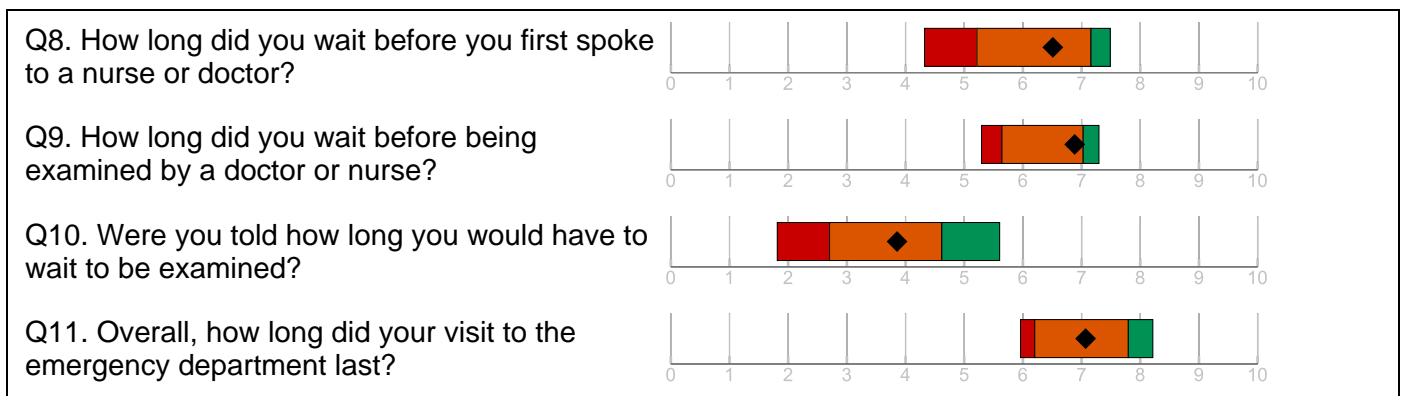 Q8. How long did you wait before you first spoke
to a nurse or doctor?
0 1 2 3 4 5 6 7 8 9 10
Q9. How long did you wait before being
examined by a doctor or nurse?
0 1 2 3 4 5 6 7 8 9 10
Q10. Were you told how long you would have to
wait to be examined?
0 1 2 3 4 5 6 7 8 9 10
Q11. Overall, how long did your visit to the
emergency department last?
0 1 2 3 4 5 6 7 8 9 10